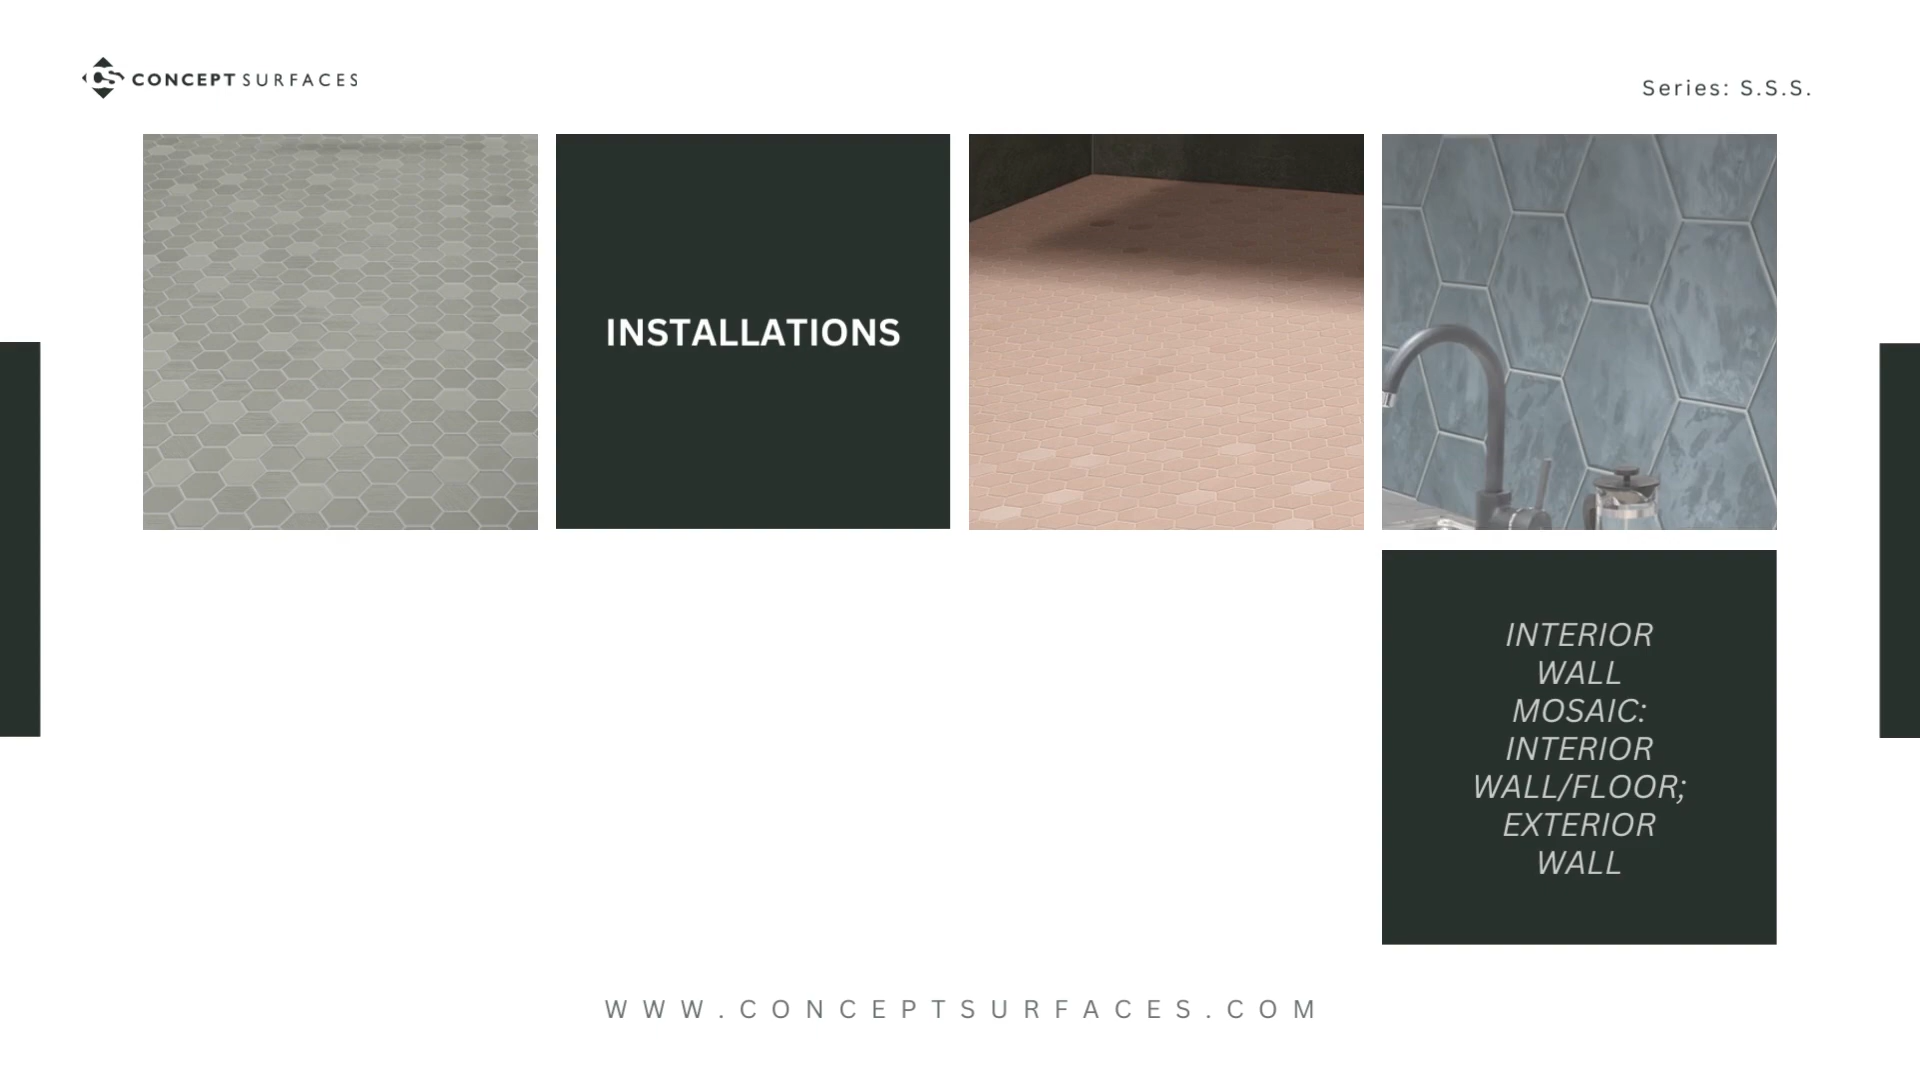 CONCEPT SURFACES
Series: S.S.S.
INSTALLATIONS
INTERIOR
WALL
MOSAIC:
INTERIOR
WALL/FLOOR;
EXTERIOR
WALL
WWW.CONCEPTSURFACES.COM